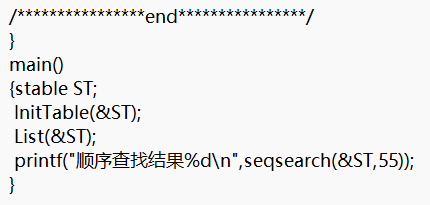 /****************end****************/
}
main()
{stable ST;
InitTable(&ST);
List(&ST);
printf("顺序查找结果%d\n",seqsearch(&ST,55));
}